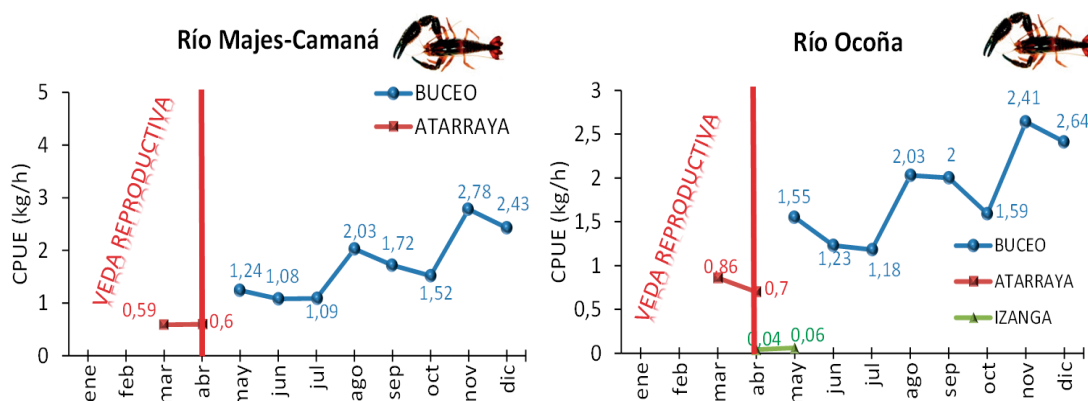 Río Majes-Camaná
CPUE (kg/h)
5
4
3
2
1
0
VEDA REPRODUCTIVA
BUCEO
ATARRAYA
0,59
0,6
1,24
1,08
1,09
2,03
1,72
1,52
2,78
2,43
ene
feb
mar
abr
may
jun
jul
ago
sep
oct
nov
dic
Río Ocoña
CPUE (kg/h)
3
2,5
2
1,5
1
0,5
0
VEDA REPRODUCTIVA
0,86
0,7
0,04
0,06
1,55
1,23
1,18
2,03
2
1,59
2,41
2,64
BUCEO
ATARRAYA
IZANGA
ene
feb
mar
abr
may
jun
jul
ago
sep
oct
nov
dic